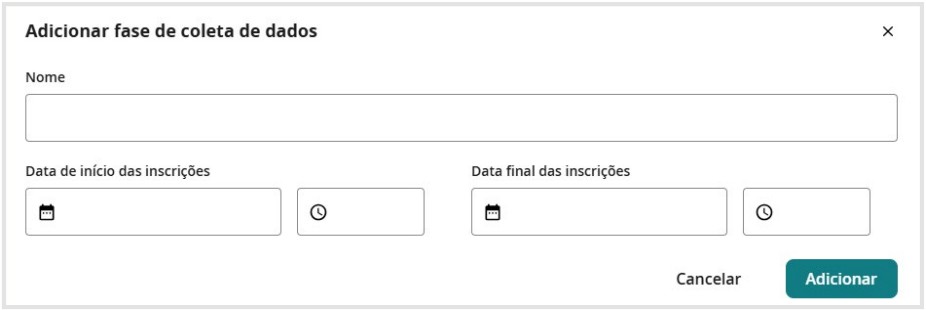 Adicionar fase de coleta de dados
Nome
Data de início das inscrições
Data final das inscrições
Cancelar
Adicionar